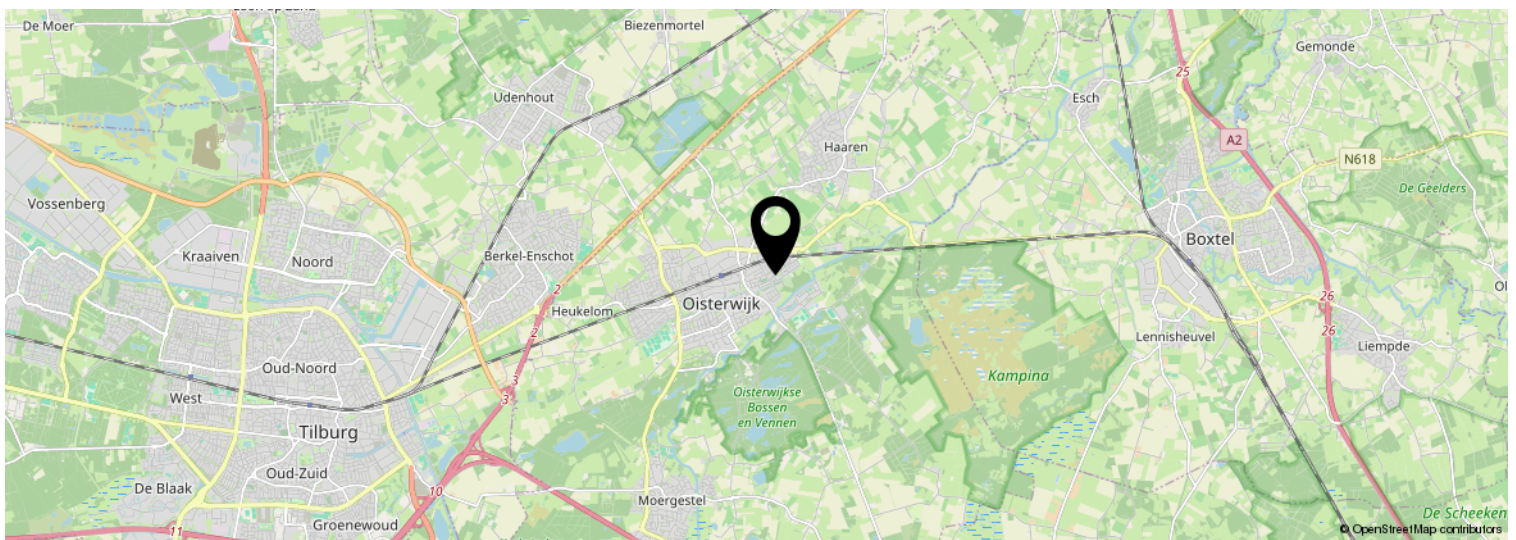 De Moer
Biezenmortel
Gemonde
25
Udenhout
Esch
A2
Haaren
N618
De Geelders
Vossenberg
Boxtel
Kraaiven
Noord
Berkel-Enschot
2
Heukelom
Oisterwijk
26
2
26
Lennisheuvel
Liempde
Oud-Noord
3
Kampina
West
3
Oisterwijkse
Bossen
en Vennen
Tilburg
Oud-Zuid
De Blaak
10
Moergestel
De Scheeken
Groenewoud
11
© OpenStreetMap contributors